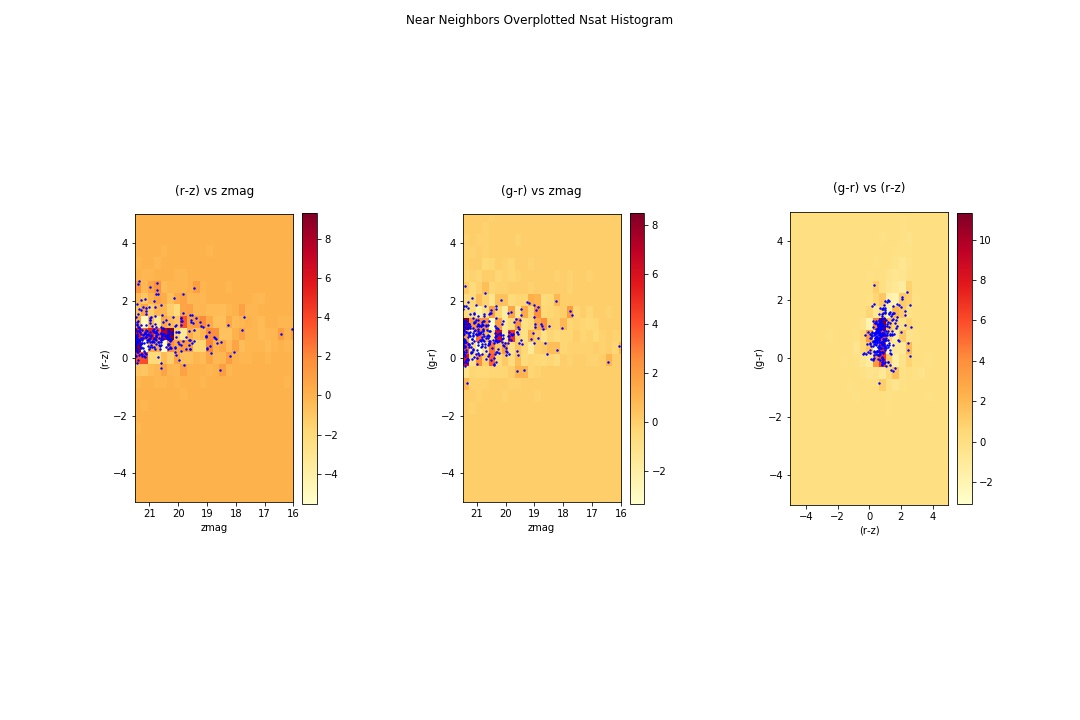 Near Neighbors Overplotted Nsat Histogram
(r-z) vs zmag
(g-r) vs zmag
(g-r) vs (r-z)
4
2
0
−2
−4
(r-z)
21 20 19 18 17 16
zmag
8
6
4
2
0
−2
−4
4
2
0
−2
−4
(g-r)
21 20 19 18 17 16
zmag
8
6
4
2
0
−2
4
2
0
−2
−4
(g-r)
−4 −2 0 2 4
(r-z)
10
8
6
4
2
0
−2